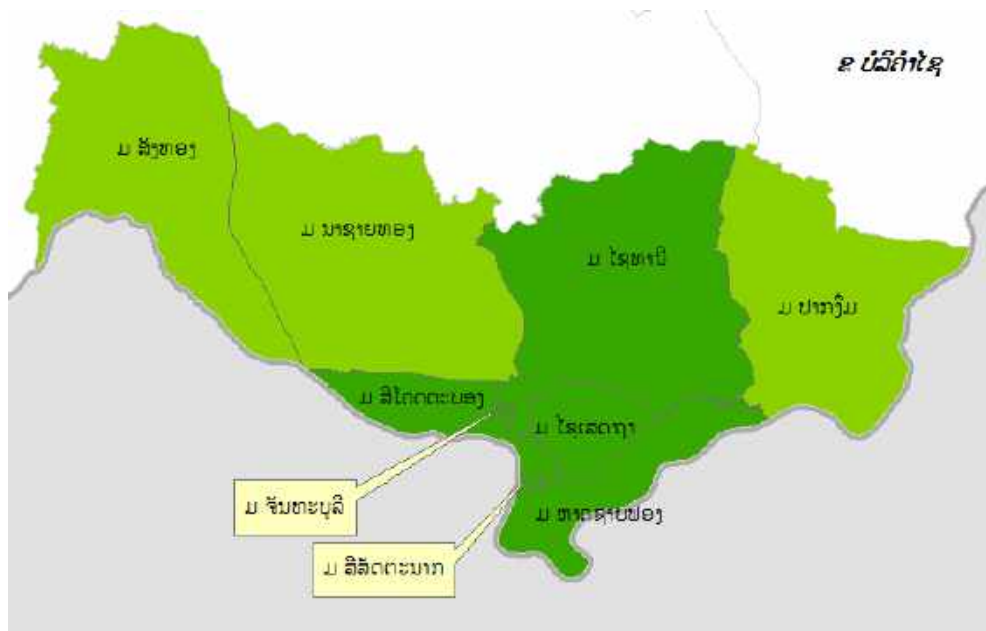 ຂ ບໍລິຄຳໄຊ
ມ ສັງທອງ
ມ ນາຊາຍທອງ
ມ ໄຊທານີ
ມ ປາກງື່ມ
ມ ສີໂຄດຕະບອງ
ມ ໄຊເສດຖາ
ມ ຈັນທະບູລີ
ມ ຫາດຊາຍຟອງ
ມ ສີສັດຕະນາກ